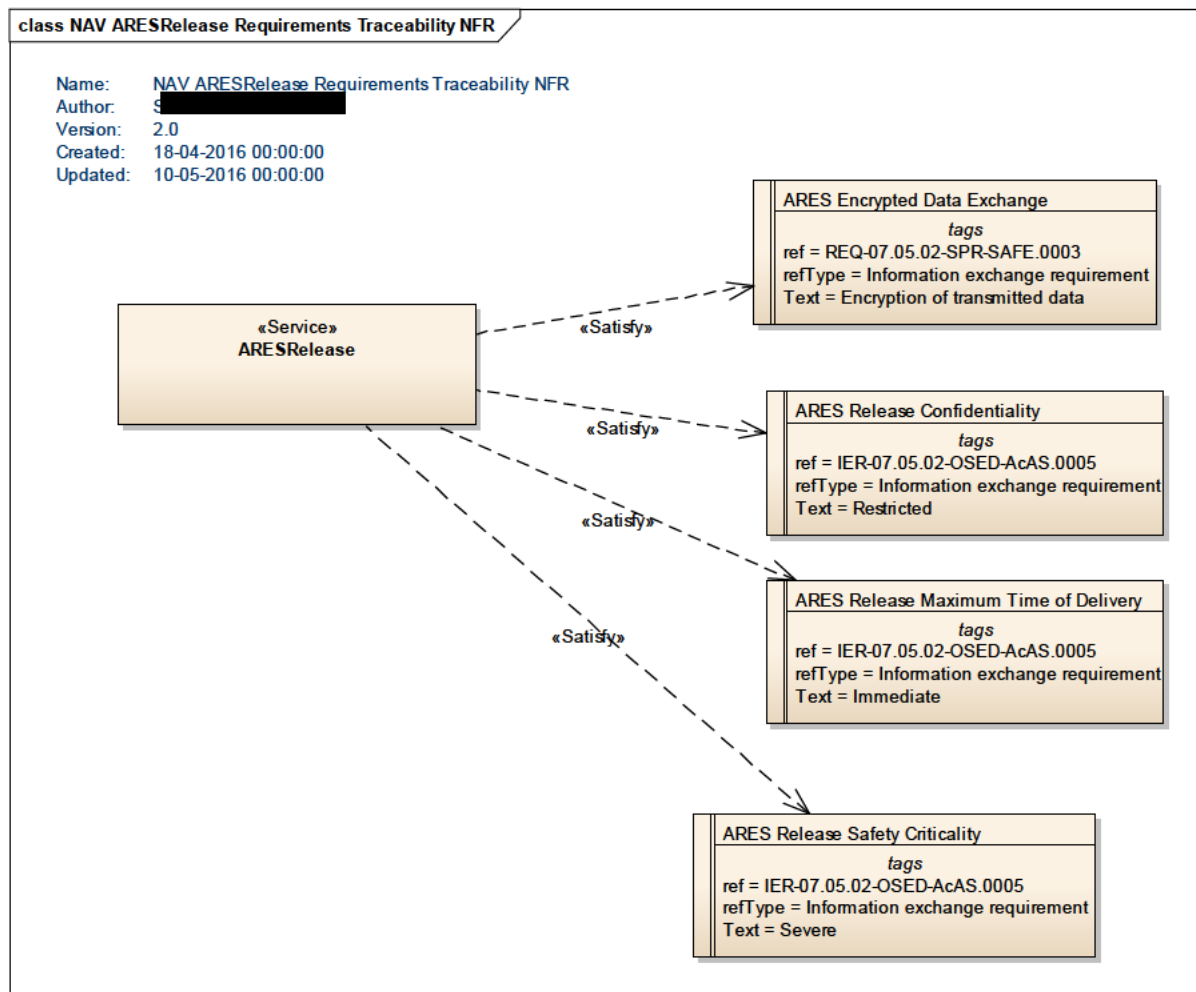 class NAV ARESRelease Requirements Traceability NFR
Name: NAV ARESRelease Requirements Traceability NFR
Author: S
Version: 2.0
Created: 18-04-2016 00:00:00
Updated: 10-05-2016 00:00:00
ARES Encrypted Data Exchange
tags
ref = REQ-07.05.02-SPR-SAFE.0003
refType = Information exchange requirement
Text = Encryption of transmitted data
«Service»
ARESRelease
«Satisfy»
ARES Release Confidentiality
tags
ref = IER-07.05.02-OSED-AcAS.0005
refType = Information exchange requirement
Text = Restricted
«Satisfy»
«Satisfy»
ARES Release Maximum Time of Delivery
tags
ref = IER-07.05.02-OSED-AcAS.0005
refType = Information exchange requirement
Text = Immediate
«Satisfy»
ARES Release Safety Criticality
tags
ref = IER-07.05.02-OSED-AcAS.0005
refType = Information exchange requirement
Text = Severe